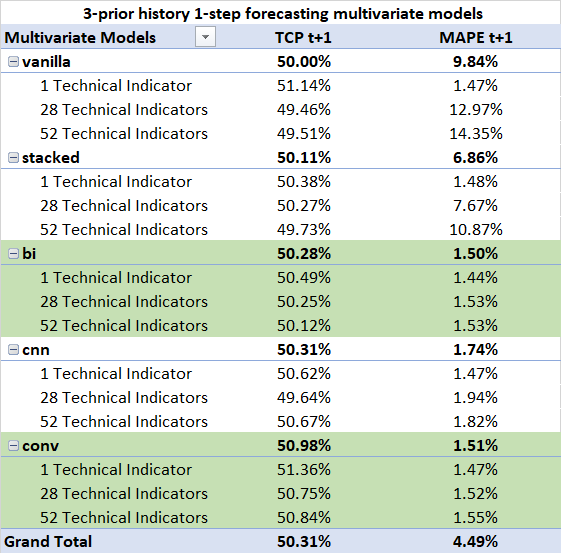 3-prior history 1-step forecasting multivariate models
Multivariate Models TCP t+1 MAPE t+1
vanilla 50.00% 9.84%
1 Technical Indicator 51.14% 1.47%
28 Technical Indicators 49.46% 12.97%
52 Technical Indicators 49.51% 14.35%
stacked 50.11% 6.86%
1 Technical Indicator 50.38% 1.48%
28 Technical Indicators 50.27% 7.67%
52 Technical Indicators 49.73% 10.87%
bi 50.28% 1.50%
1 Technical Indicator 50.49% 1.44%
28 Technical Indicators 50.25% 1.53%
52 Technical Indicators 50.12% 1.53%
cnn 50.31% 1.74%
1 Technical Indicator 50.62% 1.47%
28 Technical Indicators 49.64% 1.94%
52 Technical Indicators 50.67% 1.82%
conv 50.98% 1.51%
1 Technical Indicator 51.36% 1.47%
28 Technical Indicators 50.75% 1.52%
52 Technical Indicators 50.84% 1.55%
Grand Total 50.31% 4.49%